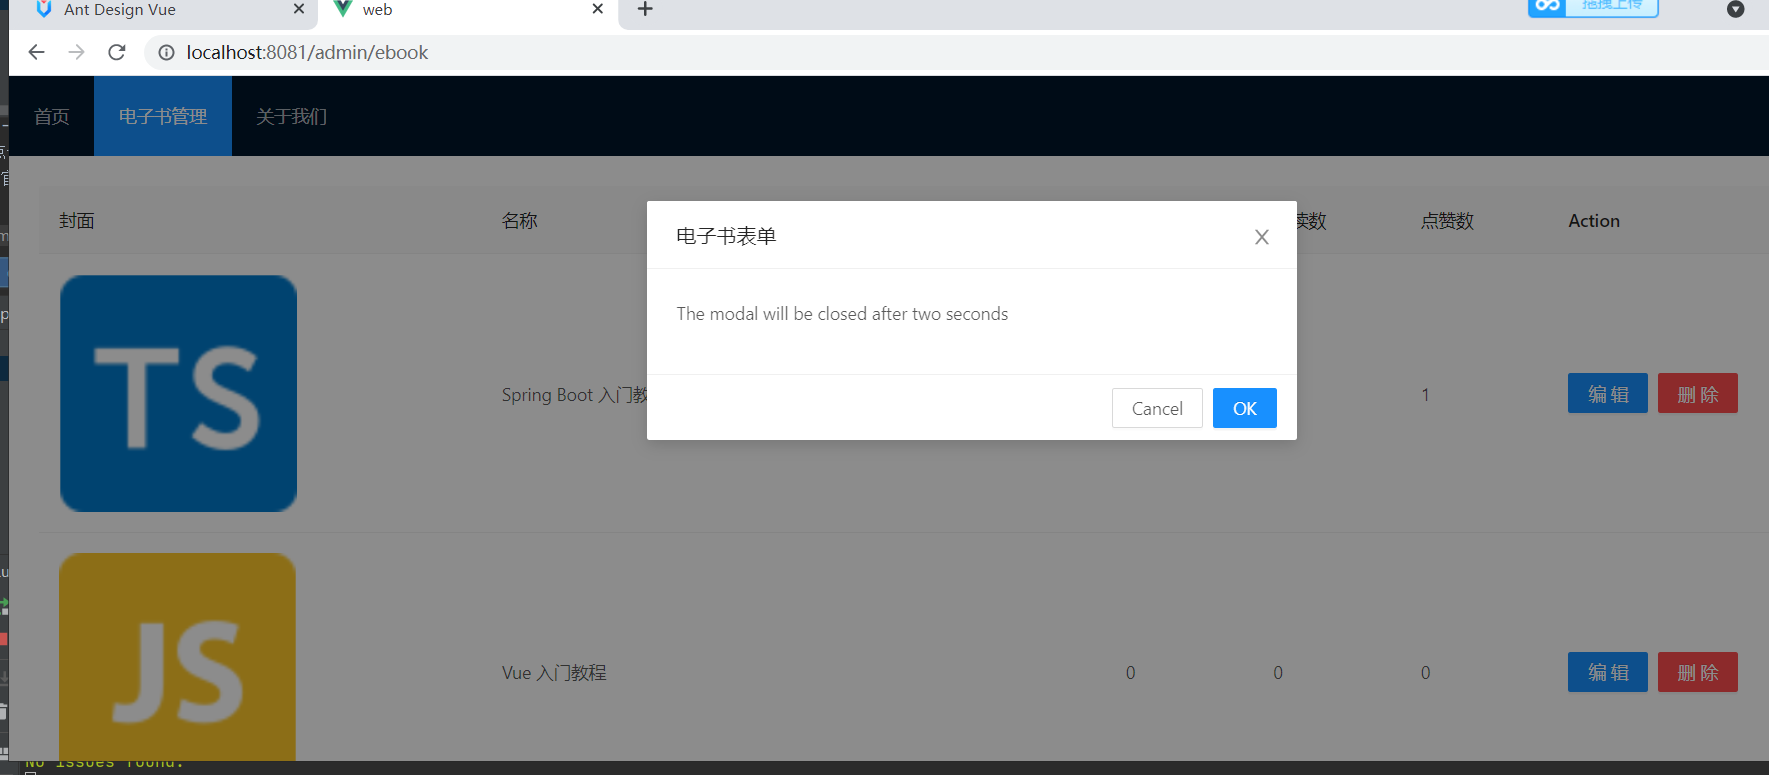 Ant Design Vue
web
拖拽上传
localhost:8081/admin/ebook
首页
电子书管理
关于我们
封面
名称
读数
点赞数
Action
电子书表单
The modal will be closed after two seconds
Cancel
OK
TS
Spring Boot 入门教
1
编 辑
删 除
JS
Vue 入门教程
0
0
0
编 辑
删 除
No issues found.